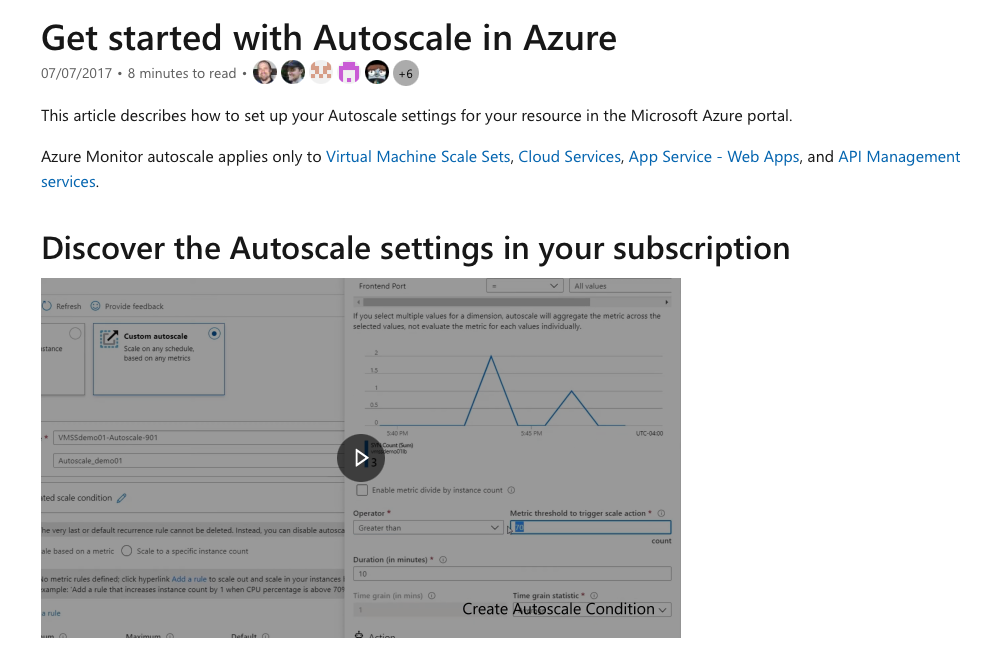 Get started with Autoscale in Azure
07/07/2017 • 8 minutes to read • +6
This article describes how to set up your Autoscale settings for your resource in the Microsoft Azure portal.
Azure Monitor autoscale applies only to Virtual Machine Scale Sets, Cloud Services, App Service - Web Apps, and API Management
services.
Discover the Autoscale settings in your subscription
Refresh Provide feedback
stance
Custom autoscale
Scale on any schedule,
based on any metrics
* VMSSdemo01-Autoscale-901
Autoscale_demo01
ated scale condition
he very last or default recurrence rule cannot be deleted. Instead, you can disable autosca
ale based on a metric Scale to a specific instance count
No metric rules defined; click hyperlink Add a rule to scale out and scale in your instances
example: 'Add a rule that increases instance count by 1 when CPU percentage is above 70%
a rule
um Maximum Default
Frontend Port = All values
If you select multiple values for a dimension, autoscale will aggregate the metric across the
selected values, not evaluate the metric for each values individually.
2
1.5
1
0.5
0
5:40 PM 5:45 PM UTC-04:00
Count (Sum)
3
Enable metric divide by instance count
Operator * Metric threshold to trigger scale action *
Greater than 70
count
Duration (in minutes) *
10
Time grain (in mins) Time grain statistic *
1
Create Autoscale Condition
Action